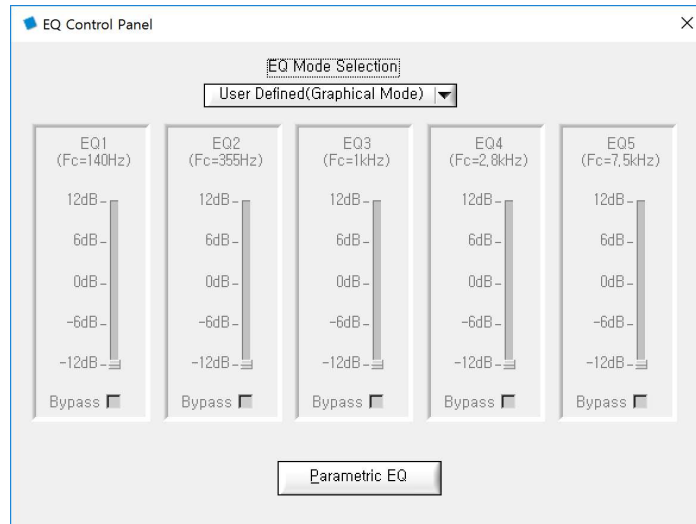 EQ Control Panel
EQ Mode Selection
User Defined(Graphical Mode)
EQ1
(Fc=140Hz)
12dB
6dB
0dB
-6dB
-12dB
Bypass
EQ2
(Fc=355Hz)
12dB
6dB
0dB
-6dB
-12dB
Bypass
EQ3
(Fc=1kHz)
12dB
6dB
0dB
-6dB
-12dB
Bypass
EQ4
(Fc=2,8kHz)
12dB
6dB
0dB
-6dB
-12dB
Bypass
EQ5
(Fc=7,5kHz)
12dB
6dB
0dB
-6dB
-12dB
Bypass
Parametric EQ